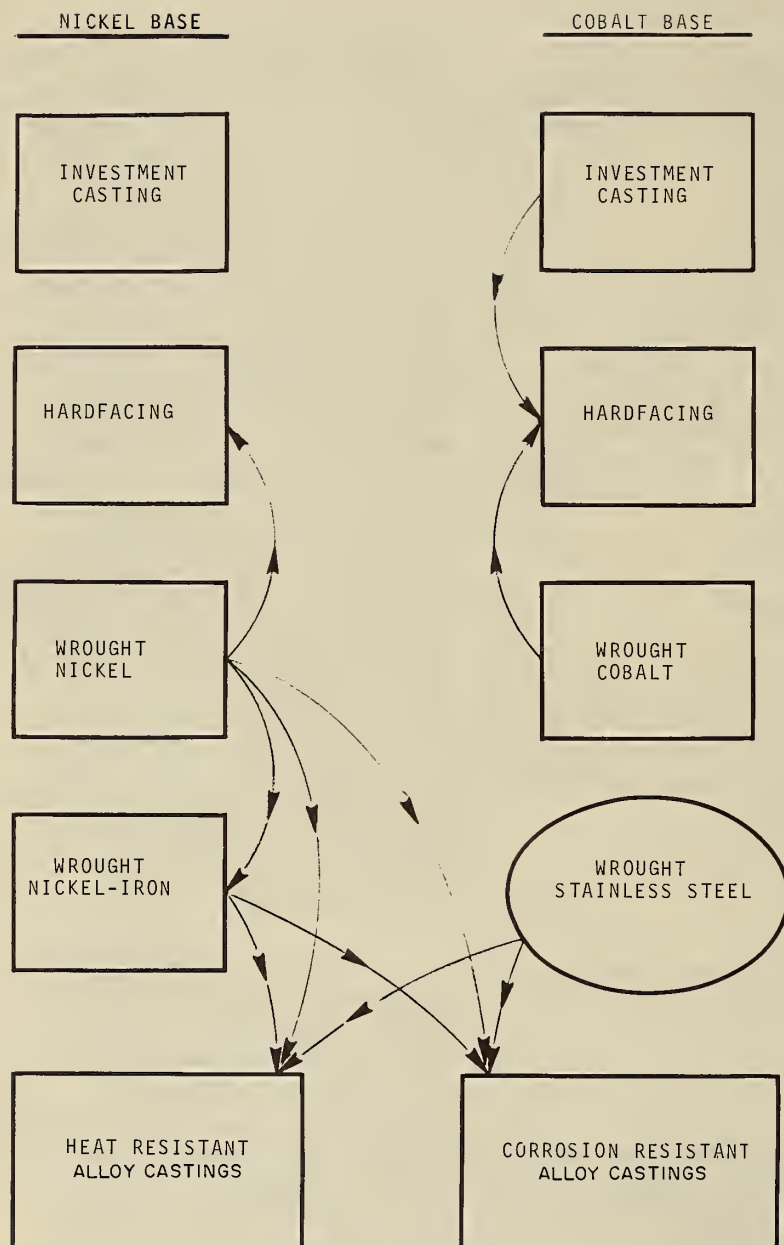 NICKEL BASE
COBALT BASE
INVESTMENT
CASTING
INVESTMENT
CASTING
HARDFACING
HARDFACING
WROUGHT
NICKEL
WROUGHT
COBALT
WROUGHT
NICKEL-IRON
WROUGHT
STAINLESS STEEL
HEAT RESISTANT
ALLOY CASTINGS
CORROSION RESISTANT
ALLOY CASTINGS